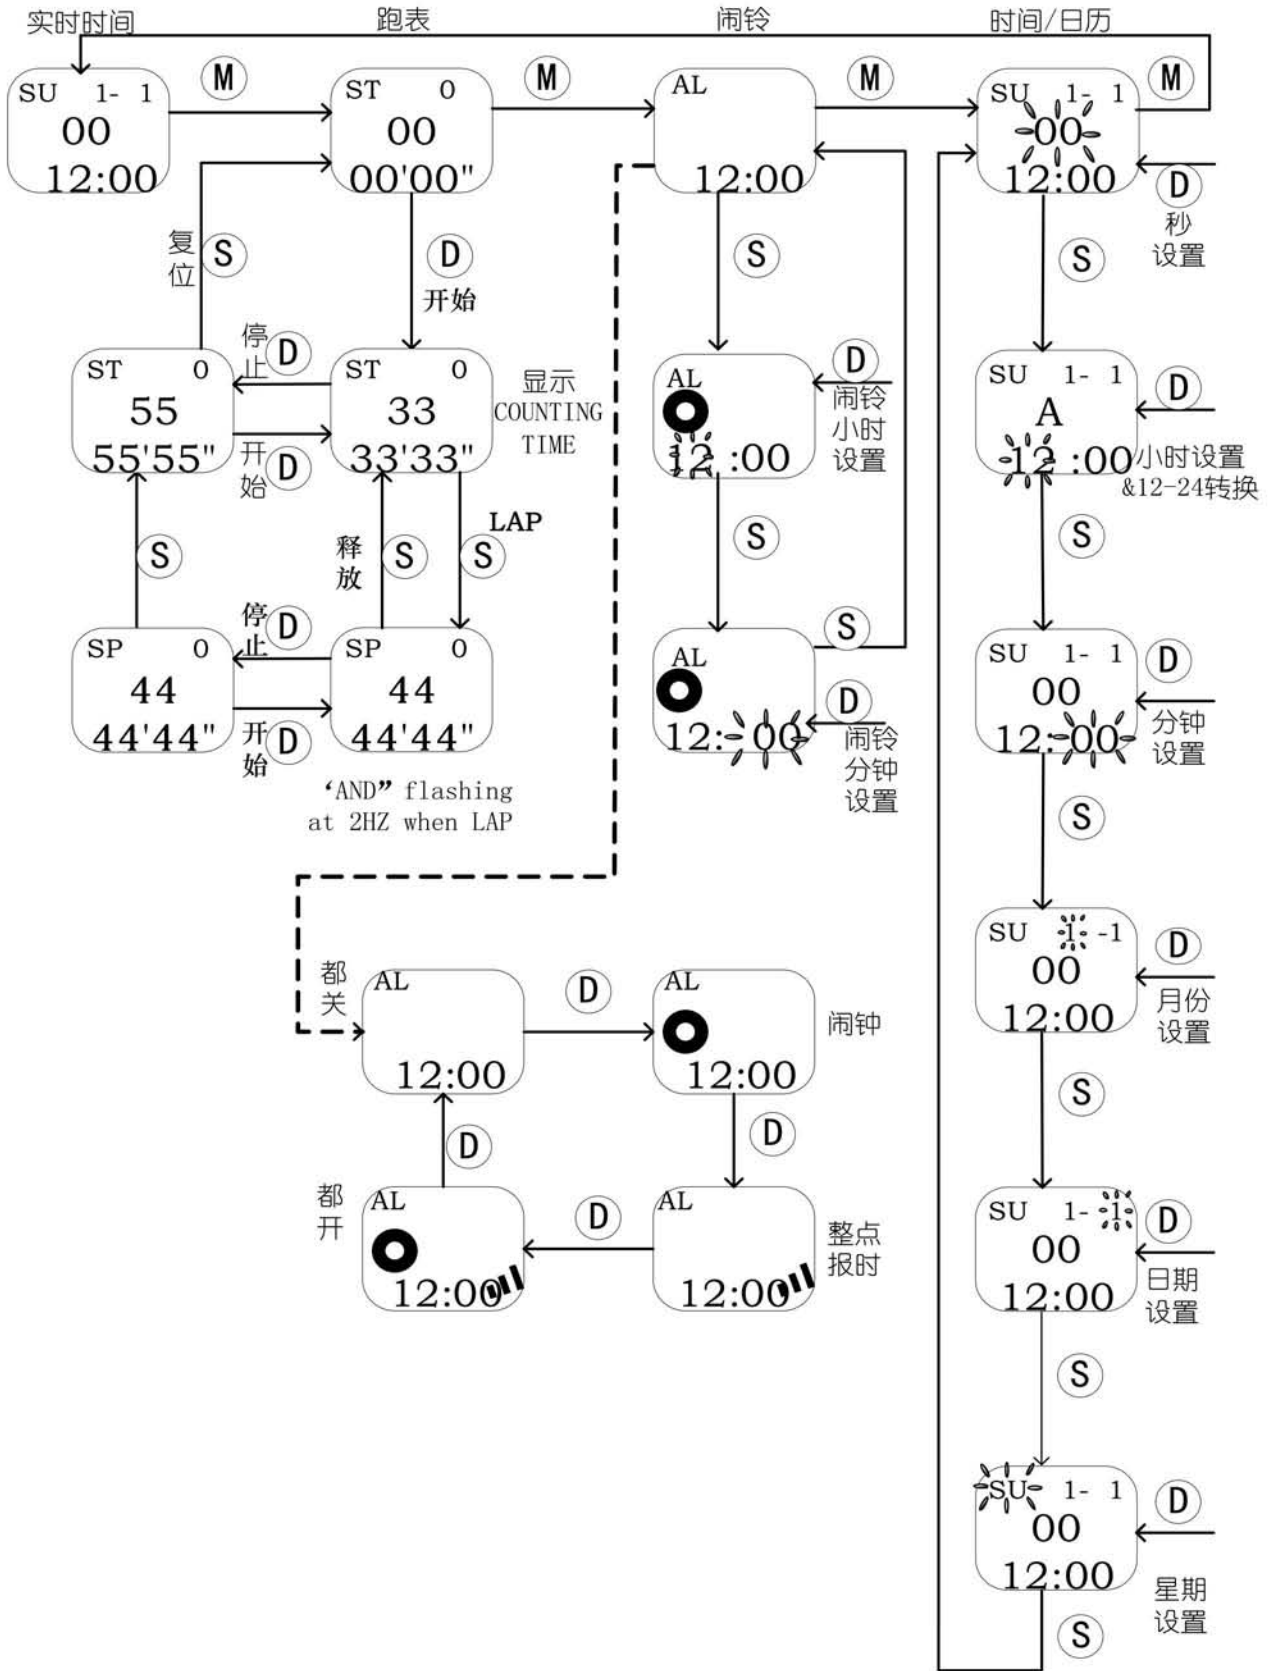 实时时间
跑表
闹铃
时间/日历
SU 1- 1
00
12:00
M
ST 0
00
00'00"
M
AL
12:00
M
SU 1- 1
00
12:00
M
D
秒
设置
复
位
S
D
开始
S
S
ST 0
55
55'55"
停
止
D
开
始
D
ST 0
33
33'33"
显示
COUNTING
TIME
AL
12 :00
D
闹铃
小时
设置
SU 1- 1
A
12 :00
D
小时设置
&12-24转换
S
释
放
S
LAP
S
S
S
SP 0
44
44'44"
停
止
D
开
始
D
SP 0
44
44'44"
‘AND” flashing
at 2HZ when LAP
AL
12: 00
S
D
闹铃
分钟
设置
SU 1- 1
00
12: 00
D
分钟
设置
S
SU 1 -1
00
12:00
D
月份
设置
都
关
AL
12:00
D
AL
12:00
闹钟
S
D
D
都
开
AL
12:00
D
AL
12:00
整点
报时
SU 1- 1
00
12:00
D
日期
设置
S
SU 1- 1
00
12:00
D
星期
设置
S